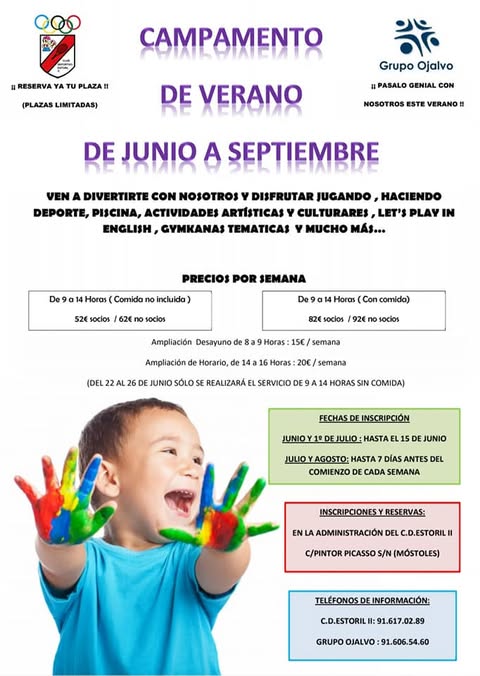 CAMPAMENTO
DE VERANO
DE JUNIO A SEPTIEMBRE
¡¡ RESERVA YA TU PLAZA !!
(PLAZAS LIMITADAS)
Grupo Ojalvo
¡¡ PASALO GENIAL CON
NOSOTROS ESTE VERANO !!
VEN A DIVERTIRTE CON NOSOTROS Y DISFRUTAR JUGANDO , HACIENDO
DEPORTE, PISCINA, ACTIVIDADES ARTÍSTICAS Y CULTURARES , LET'S PLAY IN
ENGLISH , GYMKANAS TEMATICAS Y MUCHO MÁS...
PRECIOS POR SEMANA
De 9 a 14 Horas ( Comida no incluida )
52€ socios / 62€ no socios
De 9 a 14 Horas ( Con comida)
82€ socios / 92€ no socios
Ampliación Desayuno de 8 a 9 Horas : 15€ / semana
Ampliación de Horario, de 14 a 16 Horas : 20€ / semana
(DEL 22 AL 26 DE JUNIO SÓLO SE REALIZARÁ EL SERVICIO DE 9 A 14 HORAS SIN COMIDA)
FECHAS DE INSCRIPCIÓN
JUNIO Y 1º DE JULIO : HASTA EL 15 DE JUNIO
JULIO Y AGOSTO: HASTA 7 DÍAS ANTES DEL
COMIENZO DE CADA SEMANA
INSCRIPCIONES Y RESERVAS:
EN LA ADMINISTRACIÓN DEL C.D.ESTORIL II
C/PINTOR PICASSO S/N (MÓSTOLES)
TELÉFONOS DE INFORMACIÓN:
C.D.ESTORIL II: 91.617.02.89
GRUPO OJALVO : 91.606.54.60